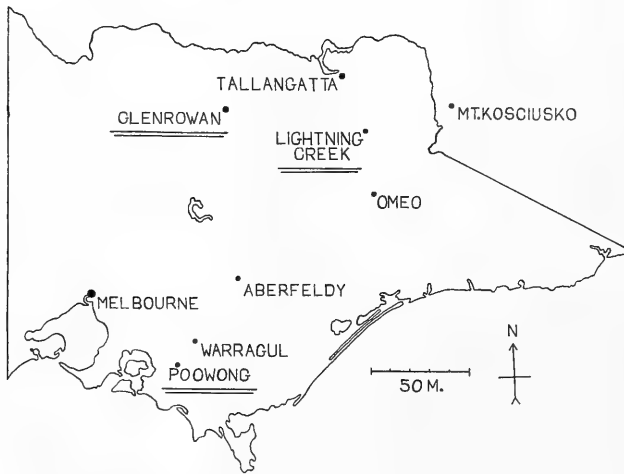 TALLANGATTA
GLENROWAN
MT.KOSCIUSKO
LIGHTNING
CREEK
OMEO
ABERFELDY
MELBOURNE
WARRAGUL
POOWONG
50 M.
N